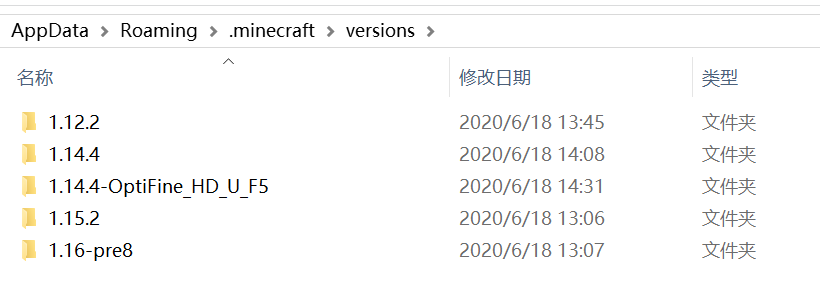 AppData > Roaming > .minecraft > versions >
名称 修改日期 类型
1.12.2 2020/6/18 13:45 文件夹
1.14.4 2020/6/18 14:08 文件夹
1.14.4-OptiFine_HD_U_F5 2020/6/18 14:31 文件夹
1.15.2 2020/6/18 13:06 文件夹
1.16-pre8 2020/6/18 13:07 文件夹